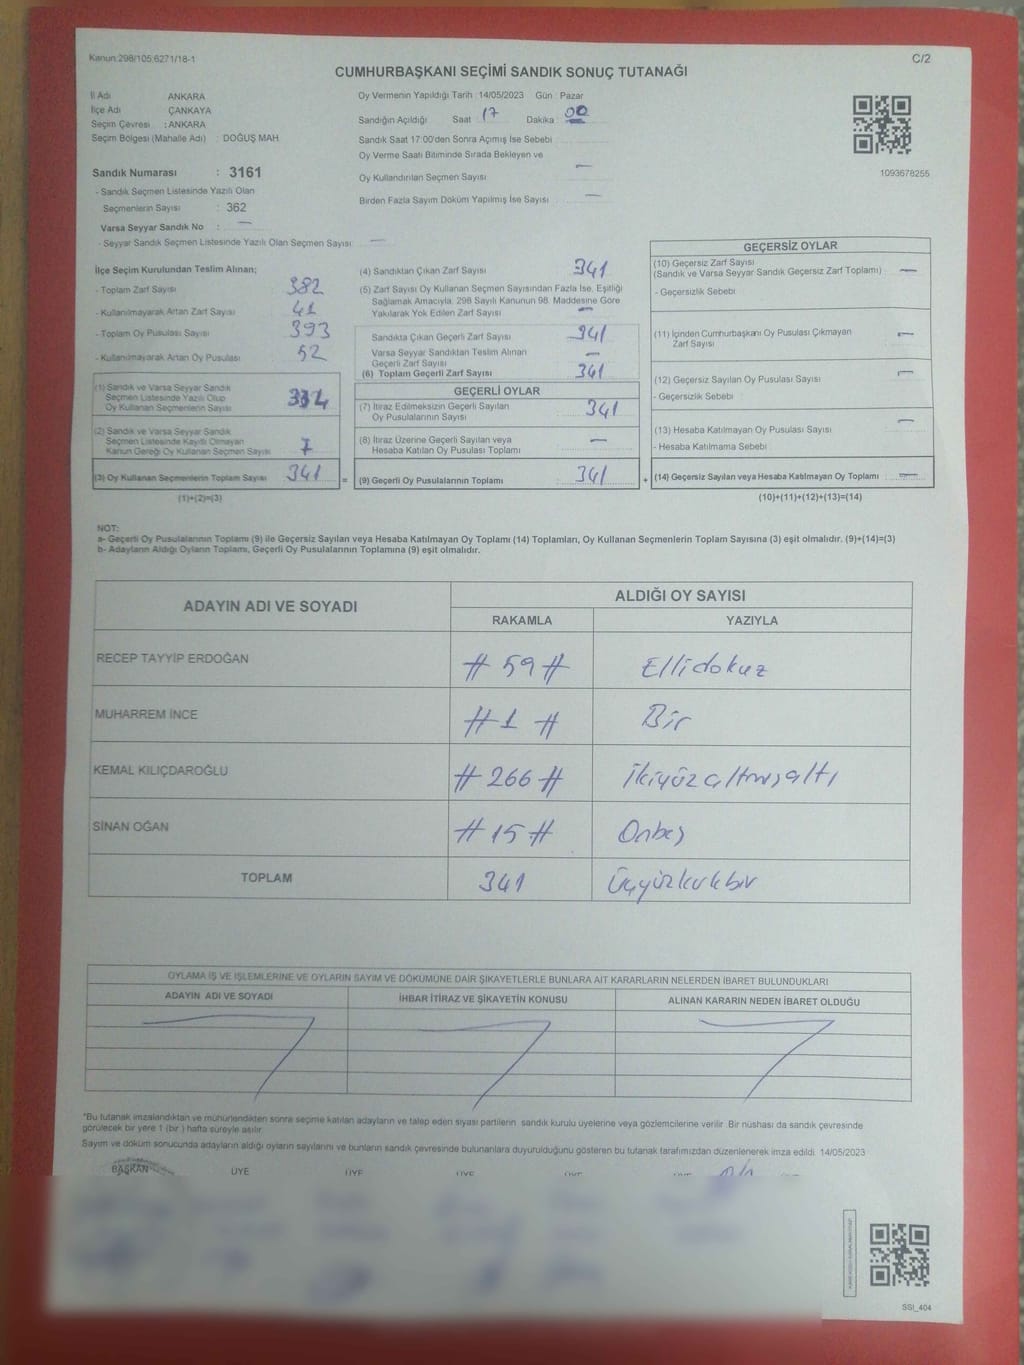 Kanun:298/105;6271/18-1
C/2
CUMHURBAŞKANI SEÇİMİ SANDIK SONUÇ TUTANAĞI
İl Adı ANKARA
İlçe Adı ÇANKAYA
Seçim Çevresi : ANKARA
Seçim Bölgesi (Mahalle Adı) : DOĞUŞ MAH
Sandık Numarası : 3161
- Sandık Seçmen Listesinde Yazılı Olan
Seçmenlerin Sayısı : 362
Varsa Seyyar Sandık No : —
- Seyyar Sandık Seçmen Listesinde Yazılı Olan Seçmen Sayısı: —
Oy Vermenin Yapıldığı Tarih : 14/05/2023 Gün : Pazar
Sandığın Açıldığı Saat 17 Dakika : 00
Sandık Saat 17:00'den Sonra Açımış İse Sebebi
Oy Verme Saati Bitiminde Sırada Bekleyen ve
Oy Kullandırılan Seçmen Sayısı —
Birden Fazla Sayım Döküm Yapılmış İse Sayısı —
1093678255
İlçe Seçim Kurulundan Teslim Alınan;
- Toplam Zarf Sayısı 382
- Kullanılmayarak Artan Zarf Sayısı 41
- Toplam Oy Pusulası Sayısı 393
- Kullanılmayarak Artan Oy Pusulası 52
(1) Sandık ve Varsa Seyyar Sandık
Seçmen Listesinde Yazılı Olup
Oy Kullanan Seçmenlerin Sayısı 334
(2) Sandık ve Varsa Seyyar Sandık
Seçmen Listesinde Kayıtlı Olmayan
Kanun Gereği Oy Kullanan Seçmen Sayısı 7
(3) Oy Kullanan Seçmenlerin Toplam Sayısı 341 =
(1)+(2)=(3)
(4) Sandıktan Çıkan Zarf Sayısı 341
(5) Zarf Sayısı Oy Kullanan Seçmen Sayısından Fazla İse, Eşitliği
Sağlamak Amacıyla, 298 Sayılı Kanunun 98. Maddesine Göre
Yakılarak Yok Edilen Zarf Sayısı —
Sandıkta Çıkan Geçerli Zarf Sayısı 341
Varsa Seyyar Sandıktan Teslim Alınan
Geçerli Zarf Sayısı —
(6) Toplam Geçerli Zarf Sayısı 341
GEÇERLİ OYLAR
(7) İtiraz Edilmeksizin Geçerli Sayılan
Oy Pusulalarının Sayısı 341
(8) İtiraz Üzerine Geçerli Sayılan veya
Hesaba Katılan Oy Pusulası Toplamı —
(9) Geçerli Oy Pusulalarının Toplamı 341 +
GEÇERSİZ OYLAR
(10) Geçersiz Zarf Sayısı
(Sandık ve Varsa Seyyar Sandık Geçersiz Zarf Toplamı) —
- Geçersizlik Sebebi
(11) İçinden Cumhurbaşkanı Oy Pusulası Çıkmayan
Zarf Sayısı —
(12) Geçersiz Sayılan Oy Pusulası Sayısı —
- Geçersizlik Sebebi
(13) Hesaba Katılmayan Oy Pusulası Sayısı —
- Hesaba Katılmama Sebebi
(14) Geçersiz Sayılan veya Hesaba Katılmayan Oy Toplamı —
(10)+(11)+(12)+(13)=(14)
NOT:
a- Geçerli Oy Pusulalarının Toplamı (9) ile Geçersiz Sayılan veya Hesaba Katılmayan Oy Toplamı (14) Toplamları, Oy Kullanan Seçmenlerin Toplam Sayısına (3) eşit olmalıdır. (9)+(14)=(3)
b- Adayların Aldığı Oyların Toplamı, Geçerli Oy Pusulalarının Toplamına (9) eşit olmalıdır.
ADAYIN ADI VE SOYADI
ALDIĞI OY SAYISI
RAKAMLA YAZIYLA
RECEP TAYYİP ERDOĞAN # 59 # Ellidokuz
MUHARREM İNCE # 1 # Bir
KEMAL KILIÇDAROĞLU # 266 # İkiyüzaltmışaltı
SİNAN OĞAN # 15 # Onbeş
TOPLAM 341 Üçyüzkırkbir
OYLAMA İŞ VE İŞLEMLERİNE VE OYLARIN SAYIM VE DÖKÜMÜNE DAİR ŞİKAYETLERLE BUNLARA AİT KARARLARIN NELERDEN İBARET BULUNDUKLARI
ADAYIN ADI VE SOYADI İHBAR İTİRAZ VE ŞİKAYETİN KONUSU ALINAN KARARIN NEDEN İBARET OLDUĞU
*Bu tutanak imzalandıktan ve mühürlendikten sonra seçime katılan adayların ve talep eden siyasi partilerin sandık kurulu üyelerine veya gözlemcilerine verilir. Bir nüshası da sandık çevresinde
görülecek bir yere 1 (bir ) hafta süreyle asılır.
Sayım ve döküm sonucunda adayların aldığı oyların sayılarını ve bunların sandık çevresinde bulunanlara duyurulduğunu gösteren bu tutanak tarafımızdan düzenlenerek imza edildi. 14/05/2023
BAŞKAN ÜYE ÜYE ÜYE
SSI_404